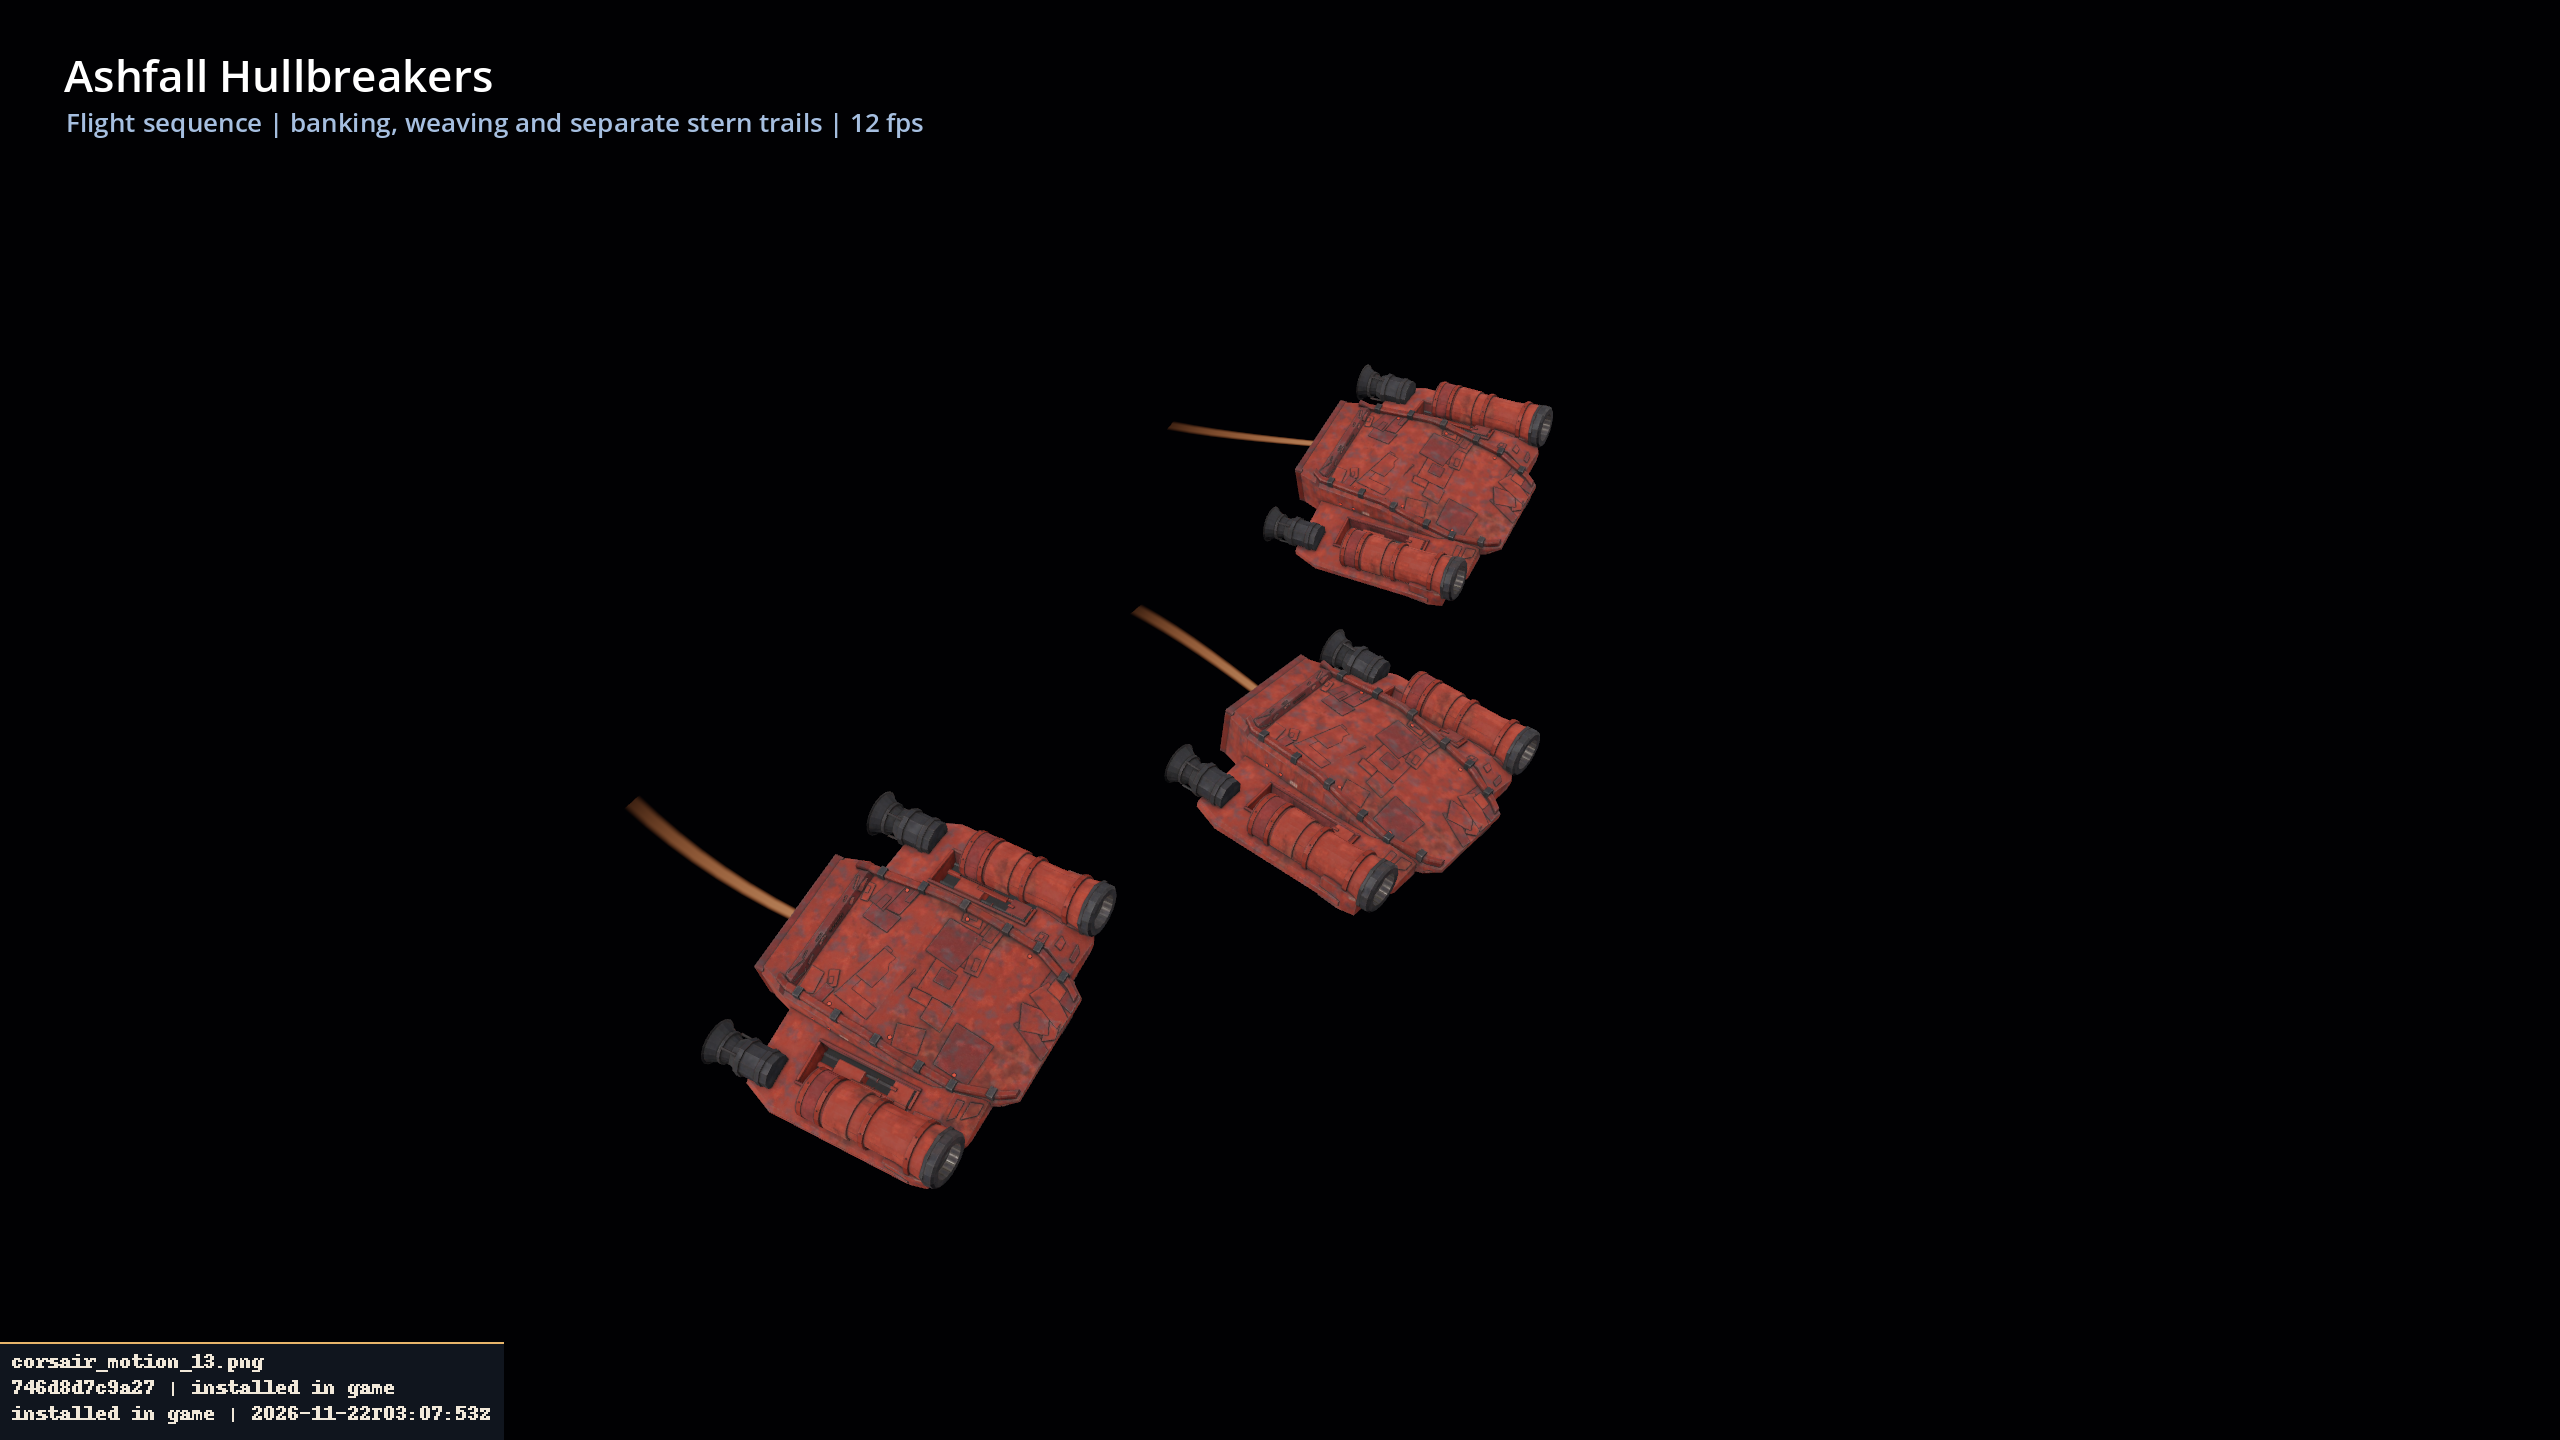 Ashfall Hullbreakers
Flight sequence | banking, weaving and separate stern trails | 12 fps
corsair_motion_13.png
746d8d7c9a27 | installed in game
installed in game | 2026-11-22T03:07:53Z